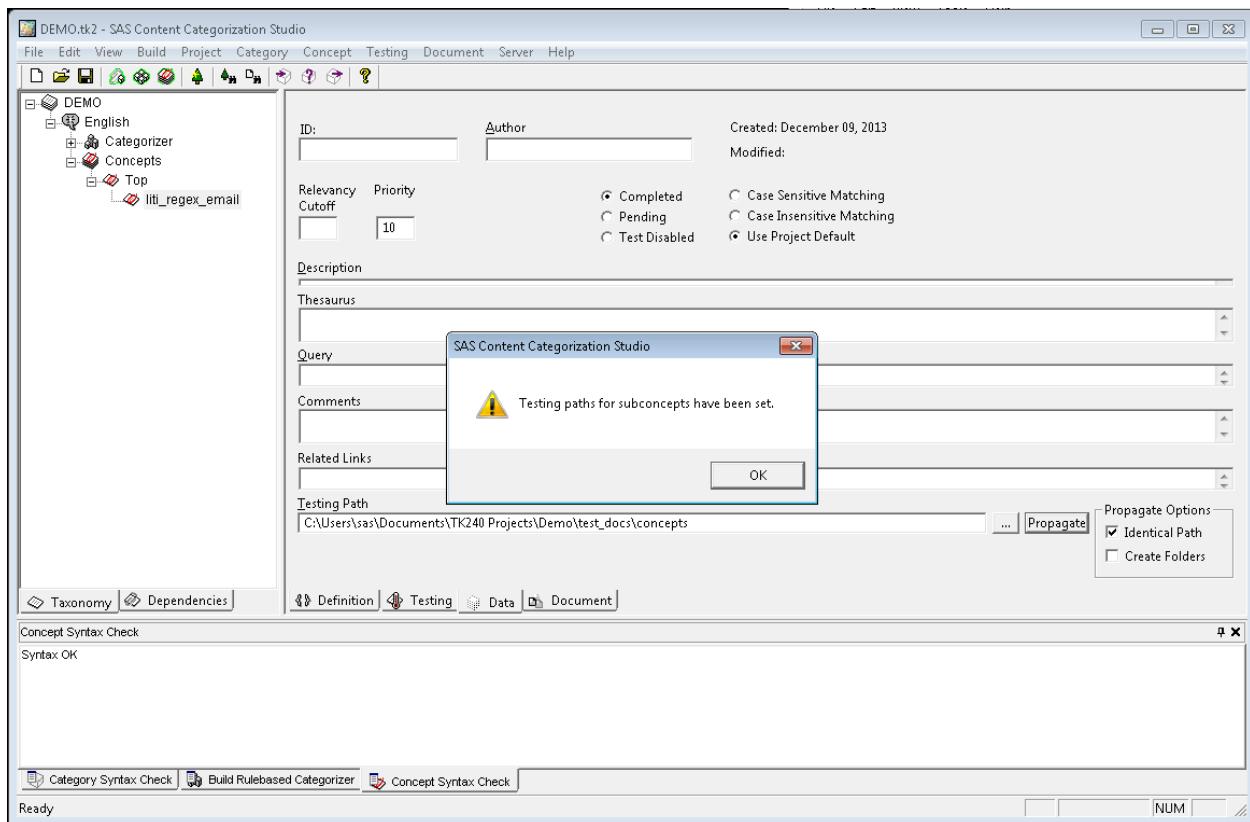 DEMO.tk2 - SAS Content Categorization Studio
File Edit View Build Project Category Concept Testing Document Server Help
DEMO
English
Categorizer
Concepts
Top
liti_regex_email
ID:
Author
Created: December 09, 2013
Modified:
Relevancy Cutoff
Priority
10
Completed
Pending
Test Disabled
Case Sensitive Matching
Case Insensitive Matching
Use Project Default
Description
Thesaurus
SAS Content Categorization Studio
Testing paths for subconcepts have been set.
OK
Query
Comments
Related Links
Testing Path
C:\Users\sas\Documents\TK240 Projects\Demo\test_docs\concepts
...
Propagate
Propagate Options
Identical Path
Create Folders
Taxonomy
Dependencies
Definition
Testing
Data
Document
Concept Syntax Check
Syntax OK
Category Syntax Check
Build Rulebased Categorizer
Concept Syntax Check
Ready
NUM